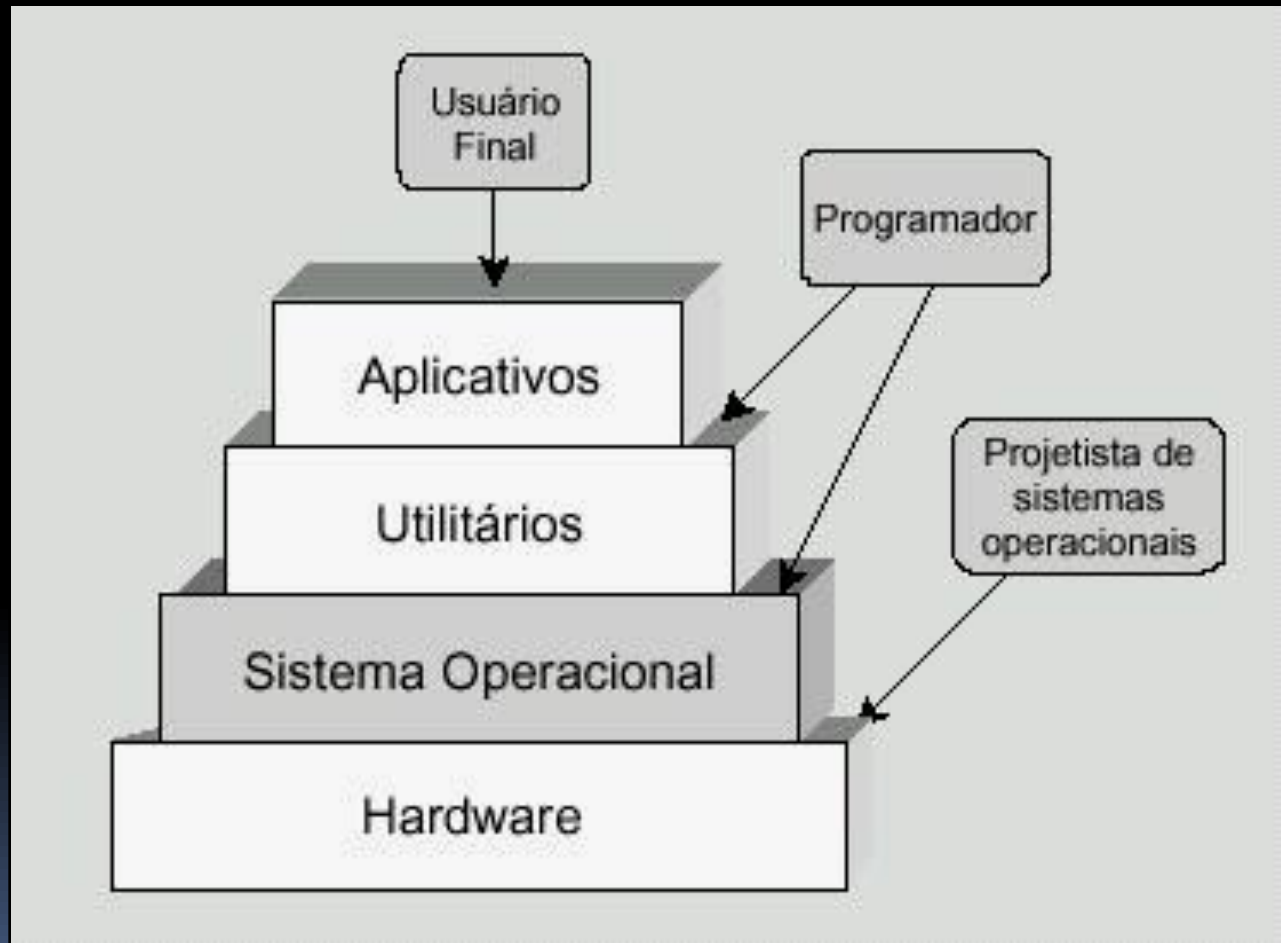 Usuário
Final
Programador
Aplicativos
Projetista de
sistemas
operacionais
Utilitários
Sistema Operacional
Hardware